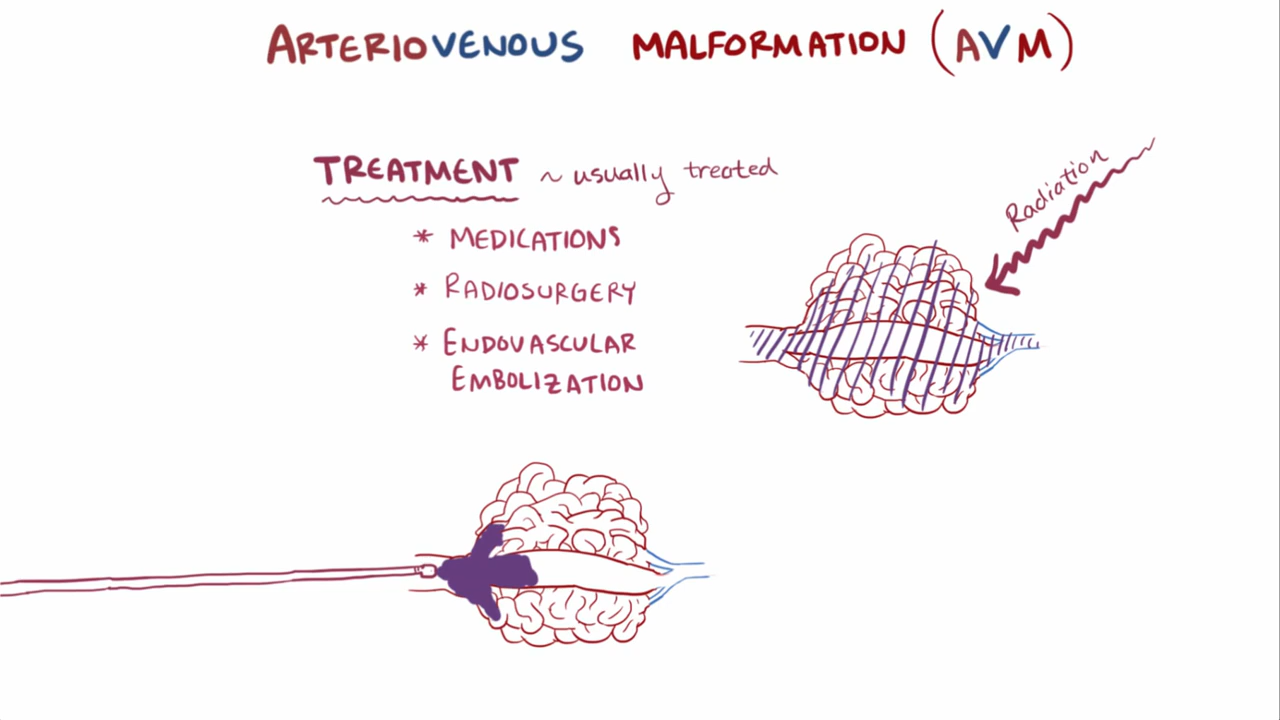 ARTERIOVENOUS MALFORMATION (AVM)
TREATMENT ~ usually treated
* MEDICATIONS
* RADIOSURGERY
* ENDOVASCULAR
EMBOLIZATION
Radiation